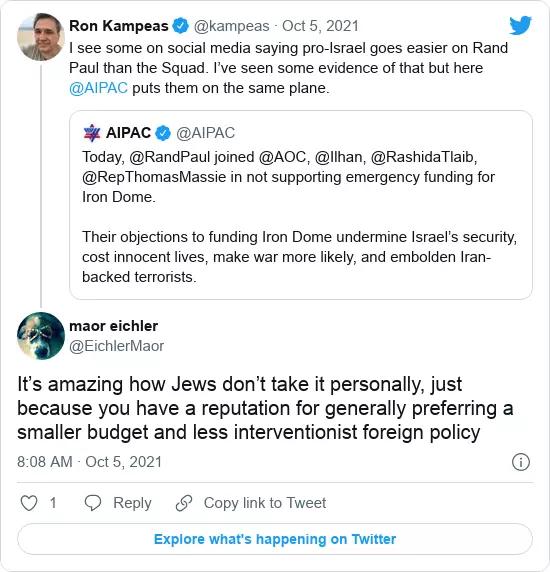 Ron Kampeas @kampeas · Oct 5, 2021
I see some on social media saying pro-Israel goes easier on Rand
Paul than the Squad. I’ve seen some evidence of that but here
@AIPAC puts them on the same plane.
AIPAC @AIPAC
Today, @RandPaul joined @AOC, @Ilhan, @RashidaTlaib,
@RepThomasMassie in not supporting emergency funding for
Iron Dome.
Their objections to funding Iron Dome undermine Israel’s security,
cost innocent lives, make war more likely, and embolden Iran-
backed terrorists.
maor eichler
@EichlerMaor
It’s amazing how Jews don’t take it personally, just
because you have a reputation for generally preferring a
smaller budget and less interventionist foreign policy
8:08 AM · Oct 5, 2021
1 Reply Copy link to Tweet
Explore what's happening on Twitter